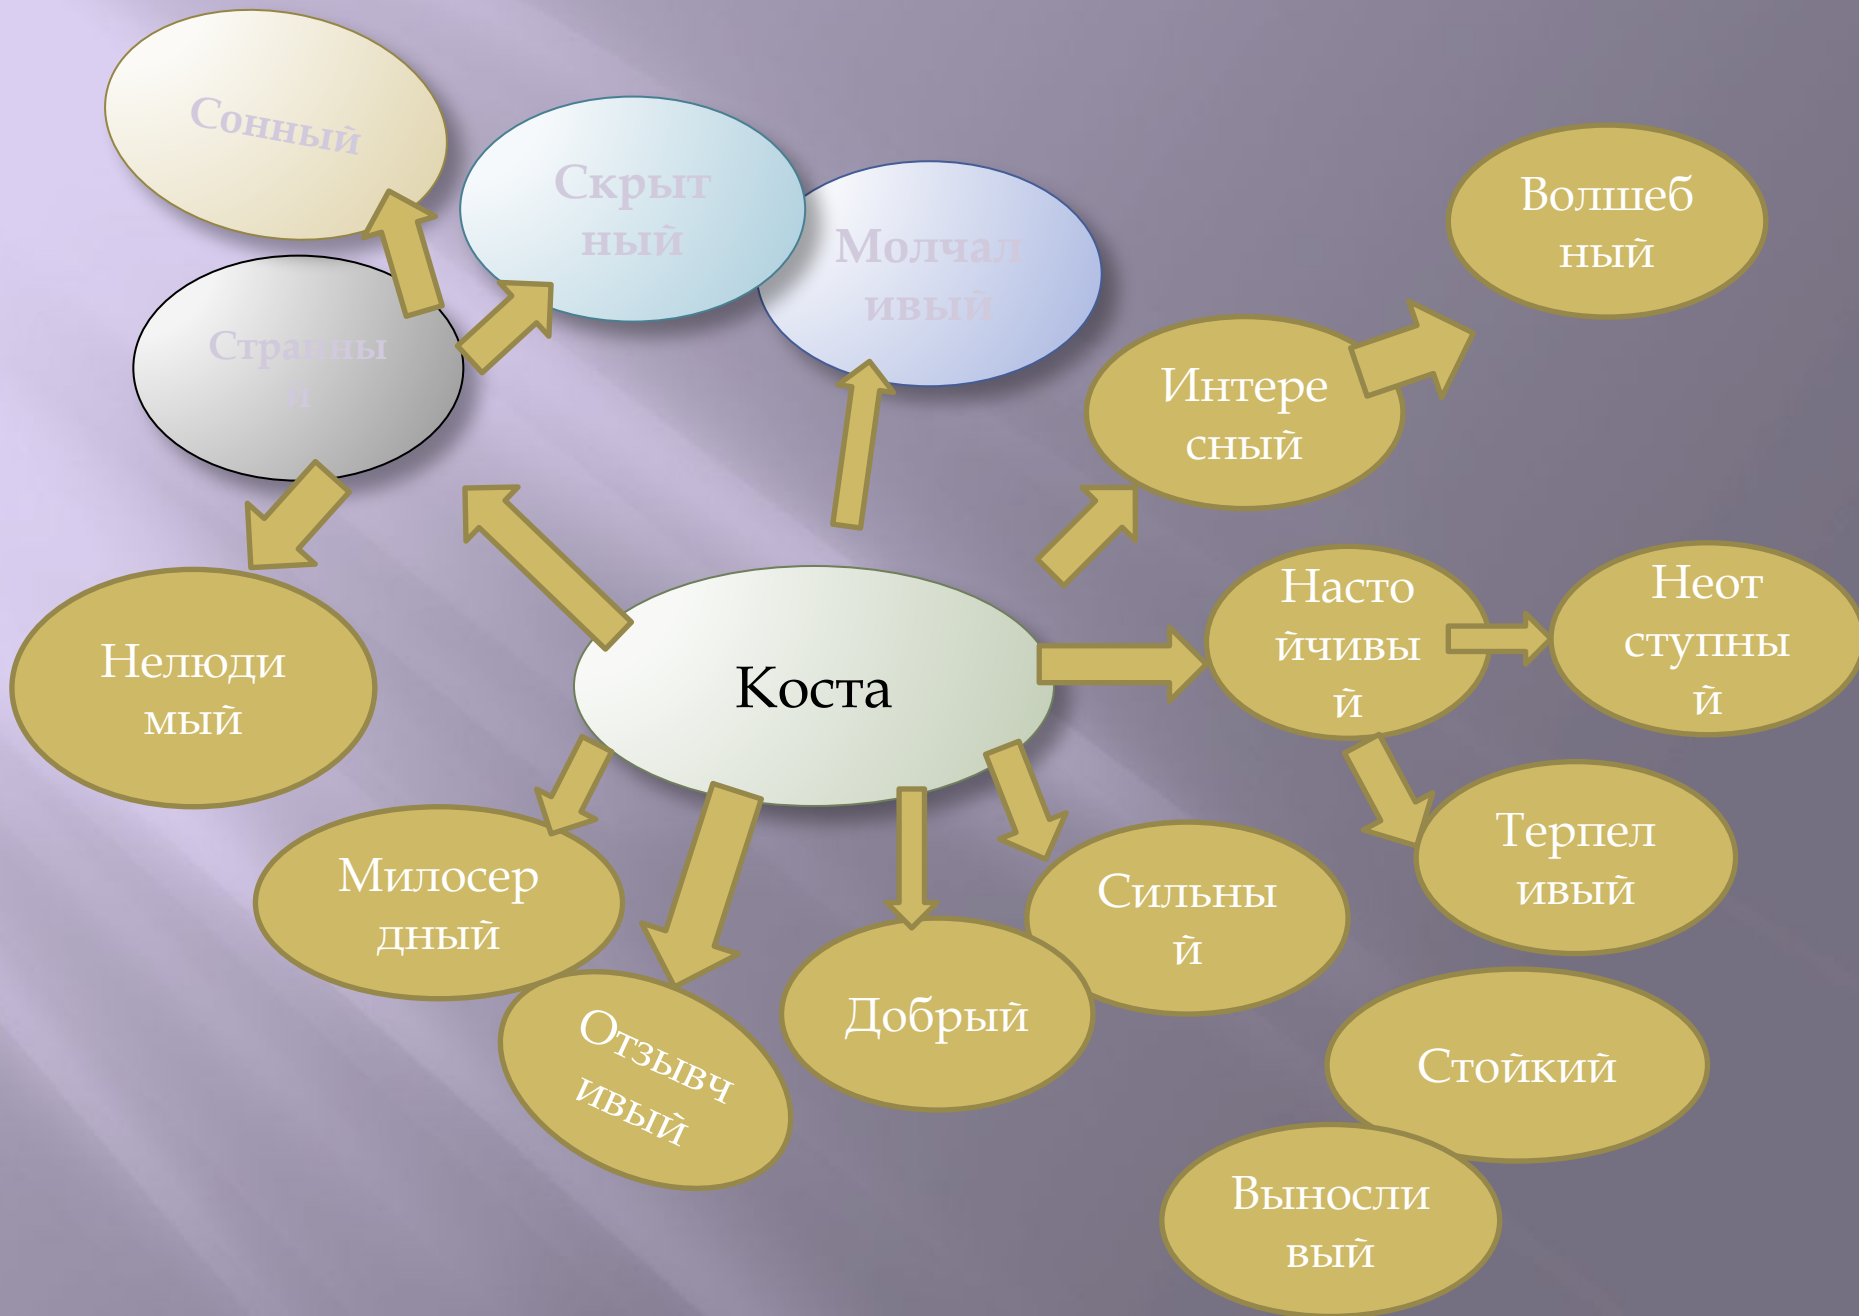 Сонный
Скрыт
ный
Молчал
ивый
Волшеб
ный
Странны
й
Интере
сный
Насто
йчивы
й
Неот
ступны
й
Нелюди
мый
Коста
Милосер
дный
Сильны
й
Терпел
ивый
Отзывч
ивый
Добрый
Стойкий
Выносли
вый